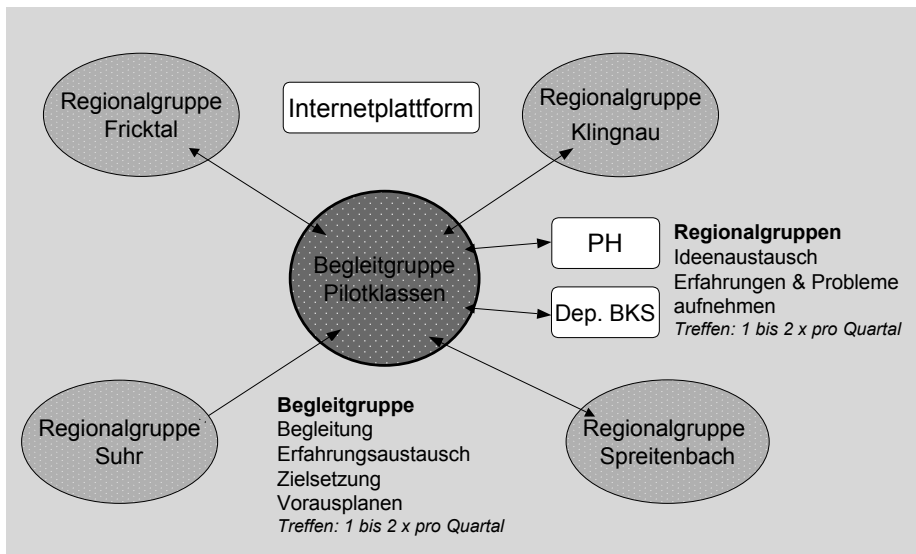 Regionalgruppe
Fricktal
Internetplattform
Regionalgruppe
Klingnau
Begleitgruppe
Pilotklassen
PH
Dep. BKS
Regionalgruppen
Ideenaustausch
Erfahrungen & Probleme
aufnehmen
Treffen: 1 bis 2 x pro Quartal
Regionalgruppe
Suhr
Begleitgruppe
Begleitung
Erfahrungsaustausch
Zielsetzung
Vorausplanen
Treffen: 1 bis 2 x pro Quartal
Regionalgruppe
Spreitenbach